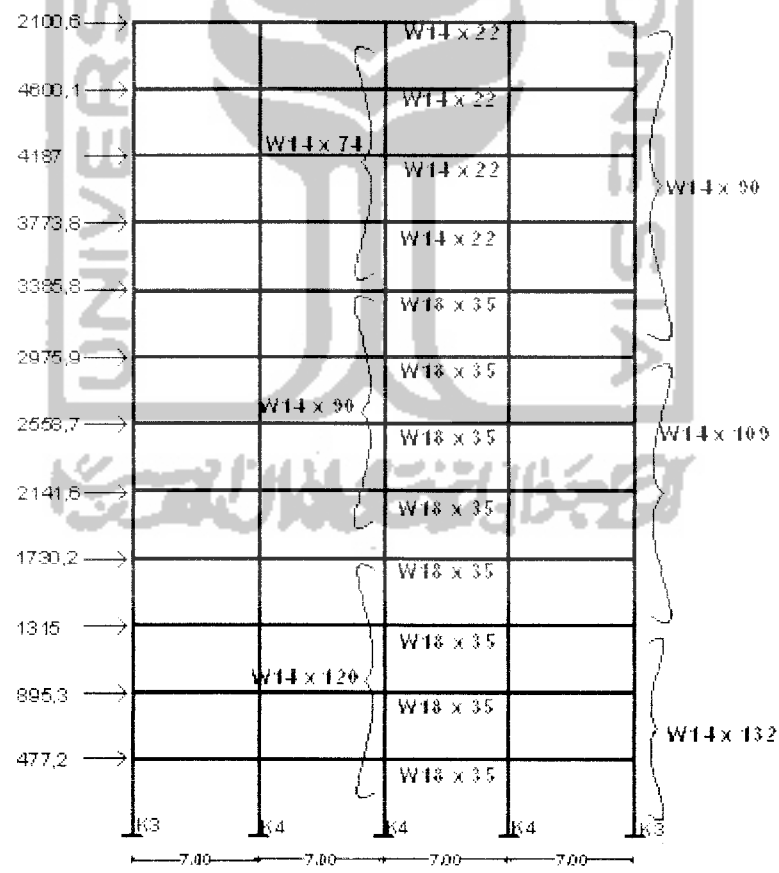 2100,6
W14 x 22
4600,1
W14 x 22
4187
W14 x 74
W14 x 22
W14 x 90
3773,8
W14 x 22
3385,8
W18 x 35
2975,9
W18 x 35
W14 x 90
2558,7
W18 x 35
W14 x 109
2141,6
W18 x 35
1730,2
W18 x 35
1315
W18 x 35
W14 x 120
895,3
W18 x 35
W14 x 132
477,2
W18 x 35
K3 K4 K4 K4 K3
7.00 7.00 7.00 7.00
UNIVERS
NESIA